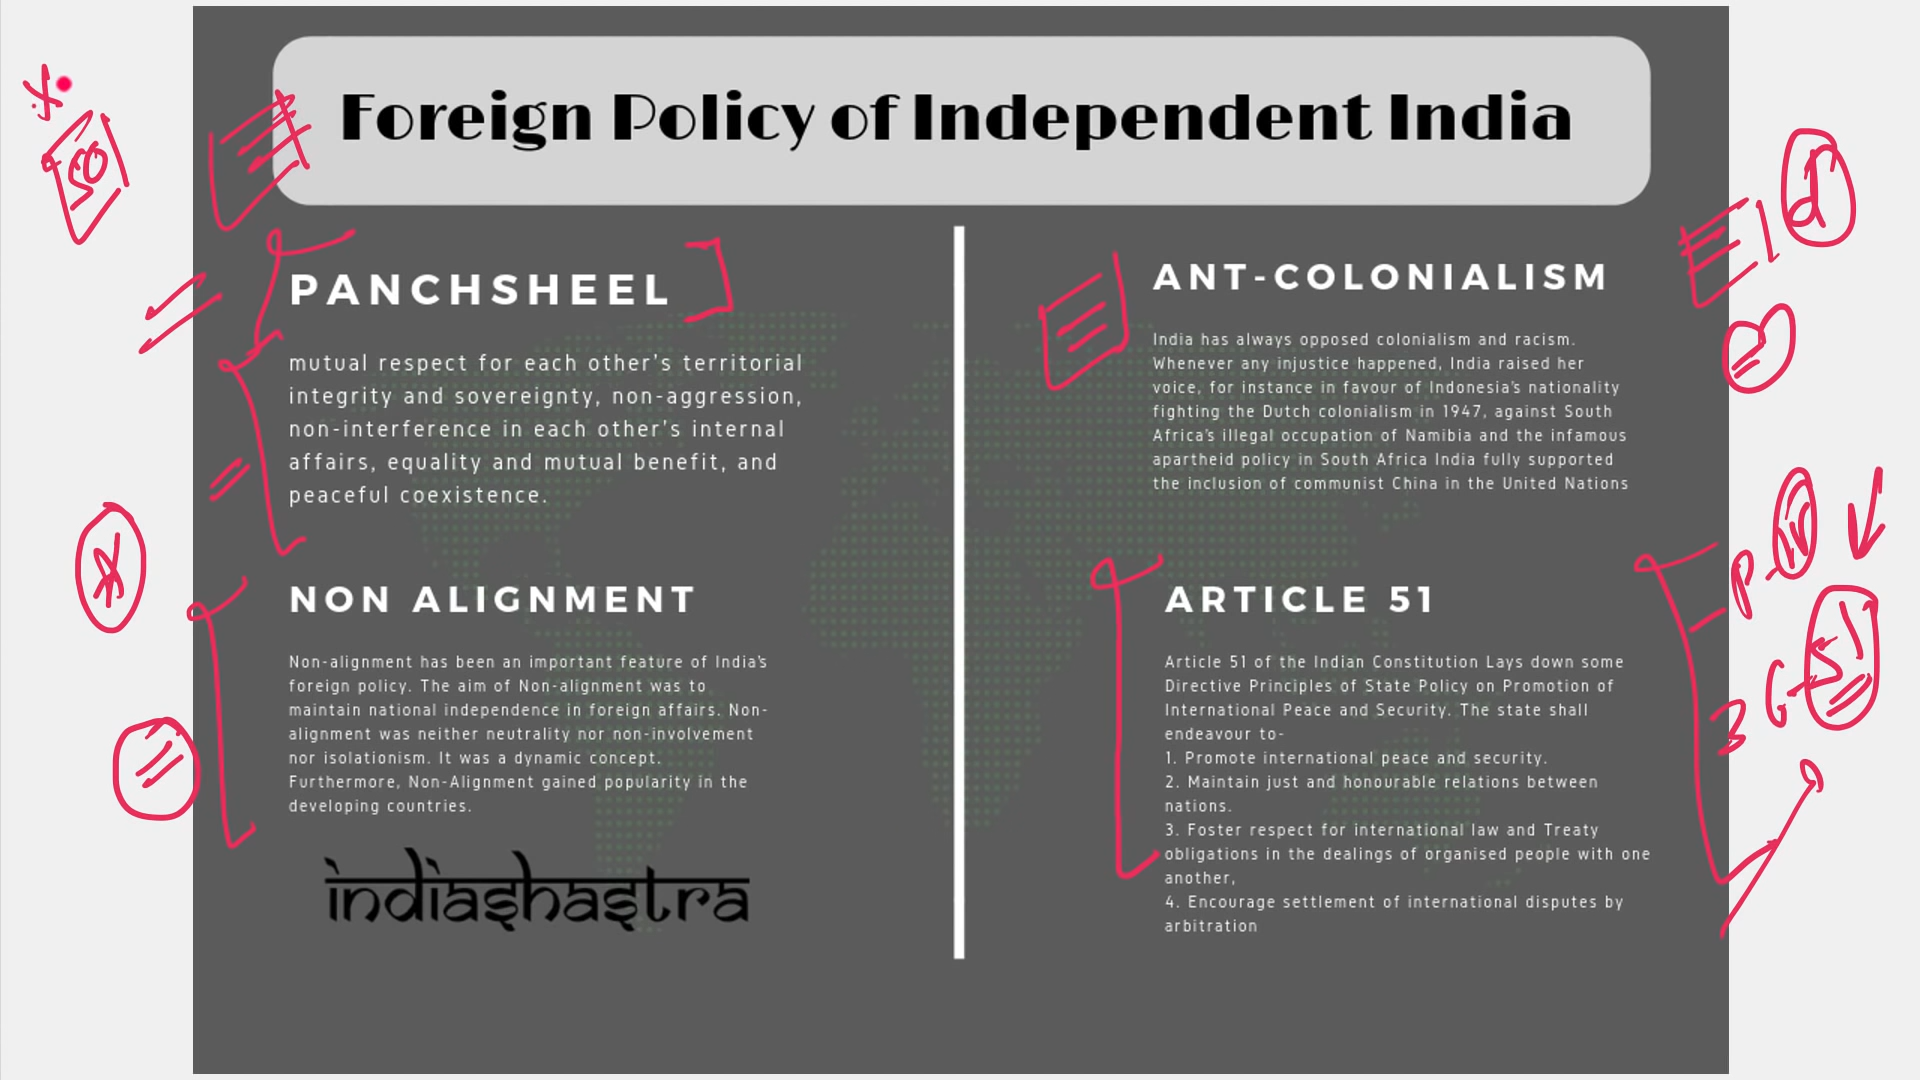 Foreign Policy of Independent India
50
d
PANCHSHEEL
mutual respect for each other's territorial
integrity and sovereignty, non-aggression,
non-interference in each other's internal
affairs, equality and mutual benefit, and
peaceful coexistence.
NON ALIGNMENT
Non-alignment has been an important feature of India's
foreign policy. The aim of Non-alignment was to
maintain national independence in foreign affairs. Non-
alignment was neither neutrality nor non-involvement
nor isolationism. It was a dynamic concept.
Furthermore, Non-Alignment gained popularity in the
developing countries.
indiashastra
ANT-COLONIALISM
India has always opposed colonialism and racism.
Whenever any injustice happened, India raised her
voice, for instance in favour of Indonesia's nationality
fighting the Dutch colonialism in 1947, against South
Africa's illegal occupation of Namibia and the infamous
apartheid policy in South Africa India fully supported
the inclusion of communist China in the United Nations
ARTICLE 51
Article 51 of the Indian Constitution Lays down some
Directive Principles of State Policy on Promotion of
International Peace and Security. The state shall
endeavour to-
1. Promote international peace and security.
2. Maintain just and honourable relations between
nations.
3. Foster respect for international law and Treaty
obligations in the dealings of organised people with one
another,
4. Encourage settlement of international disputes by
arbitration
51